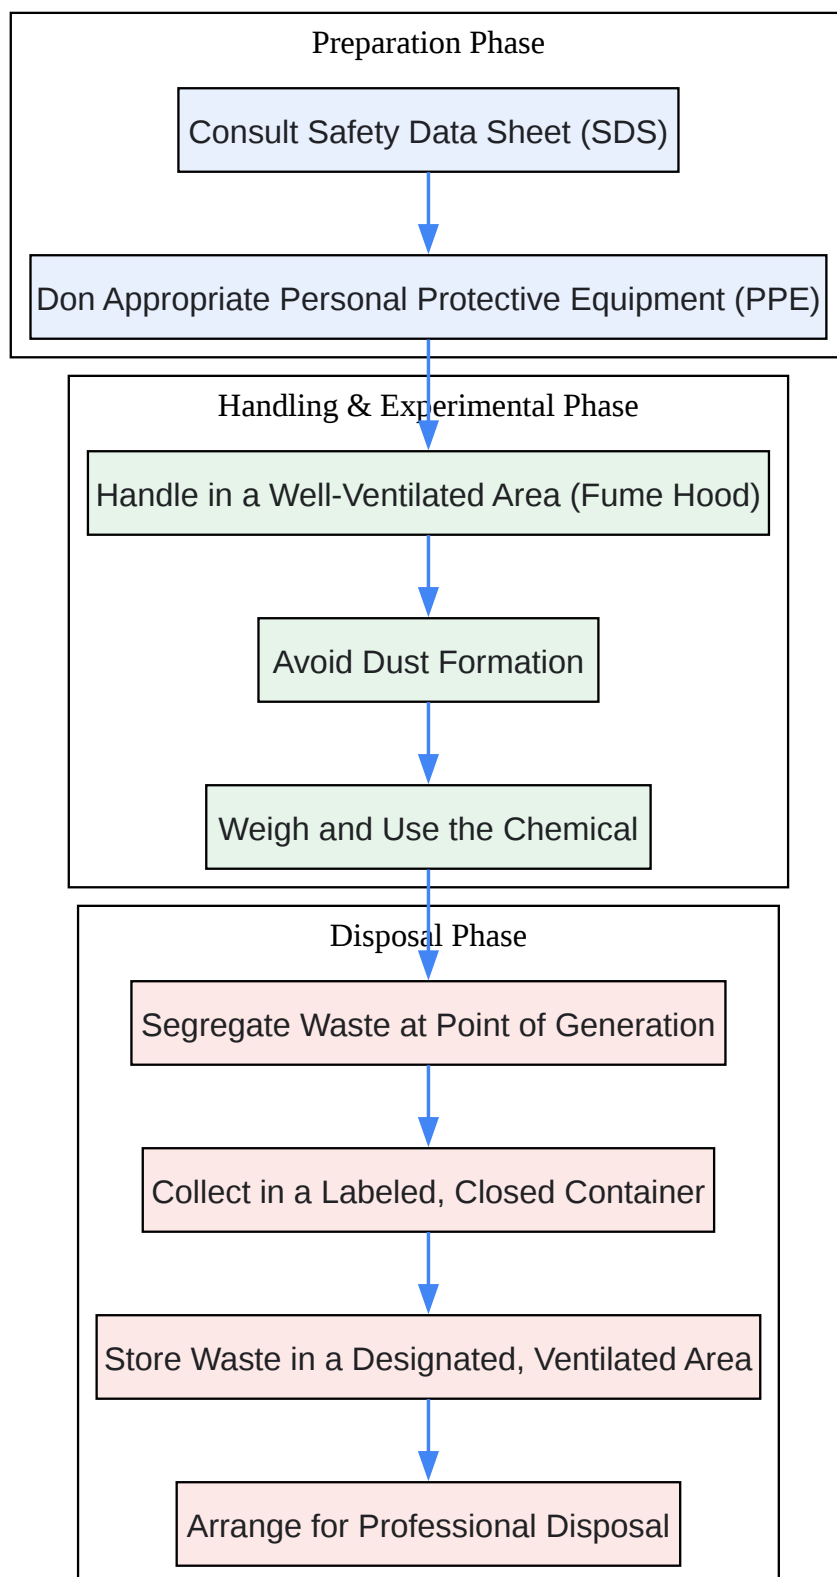 Preparation Phase
Consult Safety Data Sheet (SDS)
Don Appropriate Personal Protective Equipment (PPE)
Handling & Experimental Phase
Handle in a Well-Ventilated Area (Fume Hood)
Avoid Dust Formation
Weigh and Use the Chemical
Disposal Phase
Segregate Waste at Point of Generation
Collect in a Labeled, Closed Container
Store Waste in a Designated, Ventilated Area
Arrange for Professional Disposal